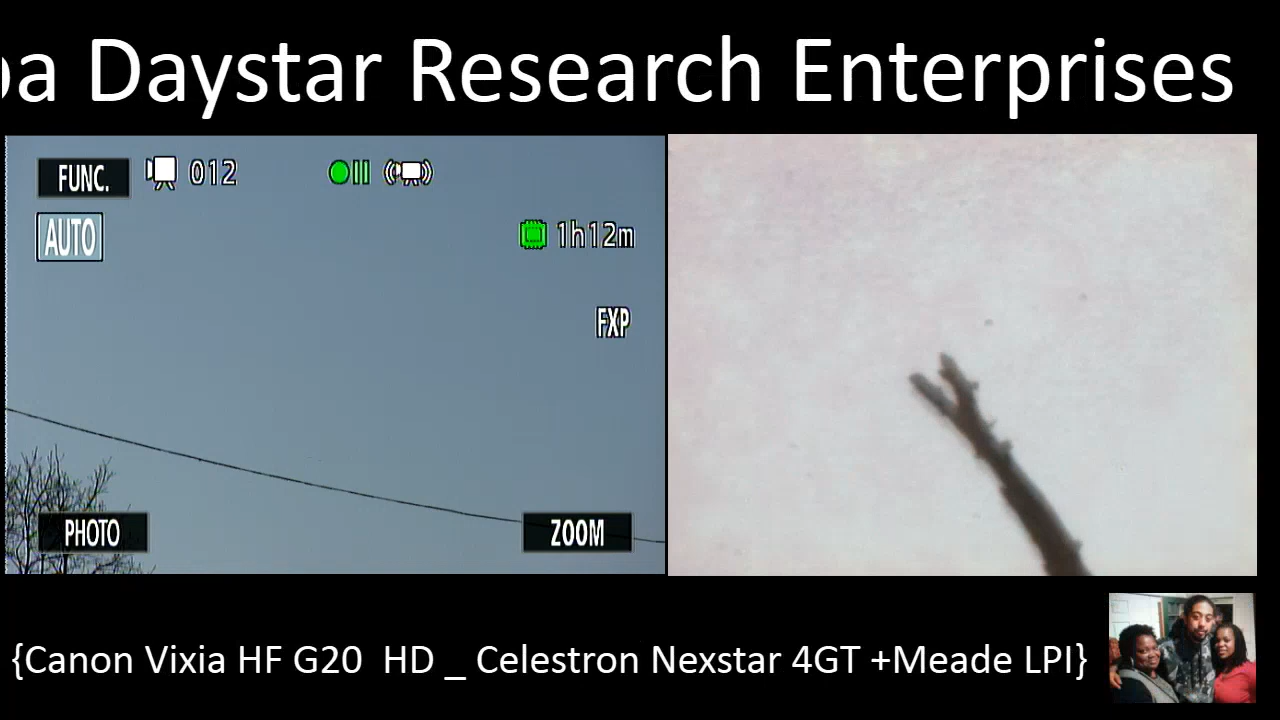 Daystar Research Enterprises
FUNC. 012
AUTO
1h12m
FXP
PHOTO
ZOOM
{Canon Vixia HF G20 HD _ Celestron Nexstar 4GT +Meade LPI}